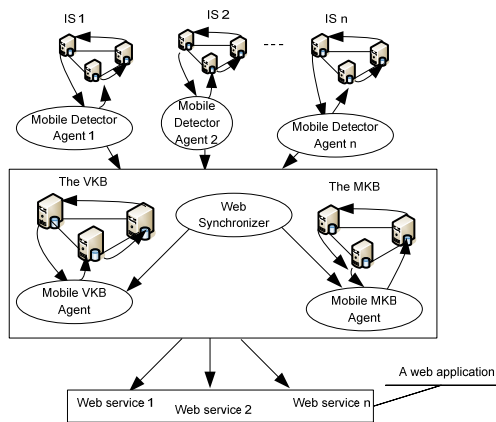 IS 1
IS 2
IS n
Mobile Detector
Agent 1
Mobile
Detector
Agent 2
Mobile Detector
Agent n
The VKB
Web
Synchronizer
The MKB
Mobile VKB
Agent
Mobile MKB
Agent
A web application
Web service 1
Web service 2
Web service n